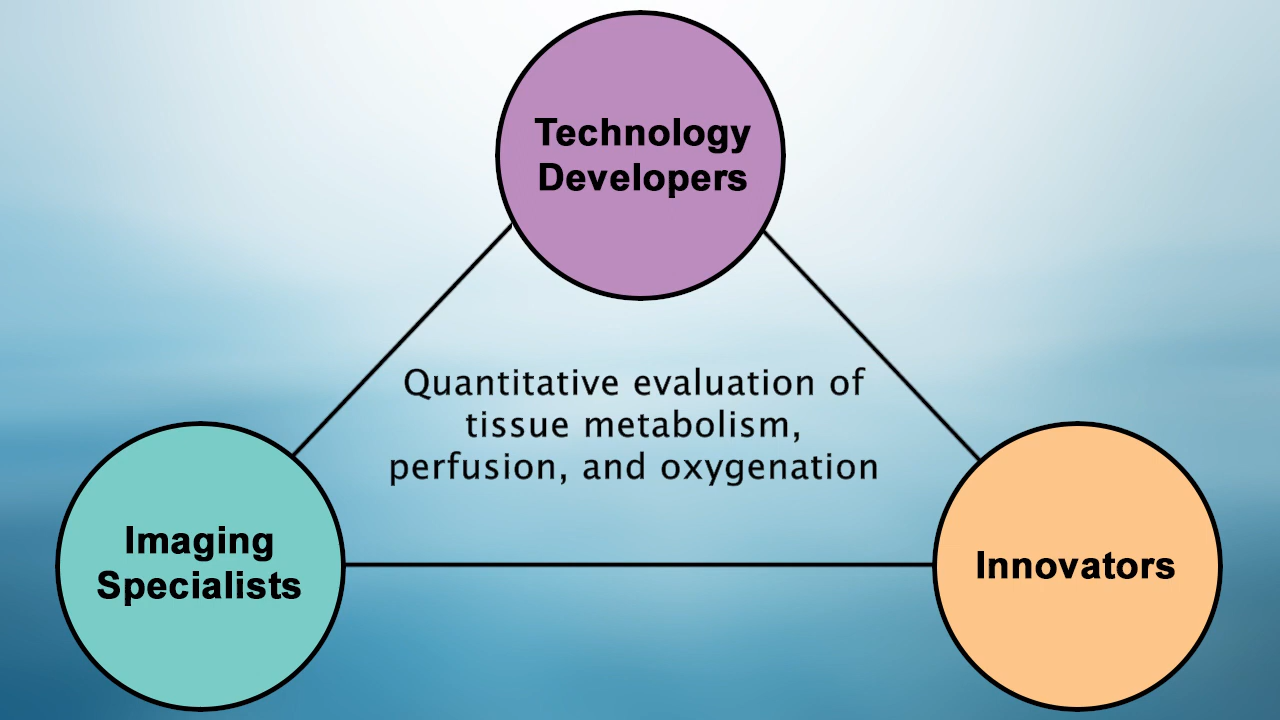 Technology
Developers
Quantitative evaluation of
tissue metabolism,
perfusion, and oxygenation
Imaging
Specialists
Innovators